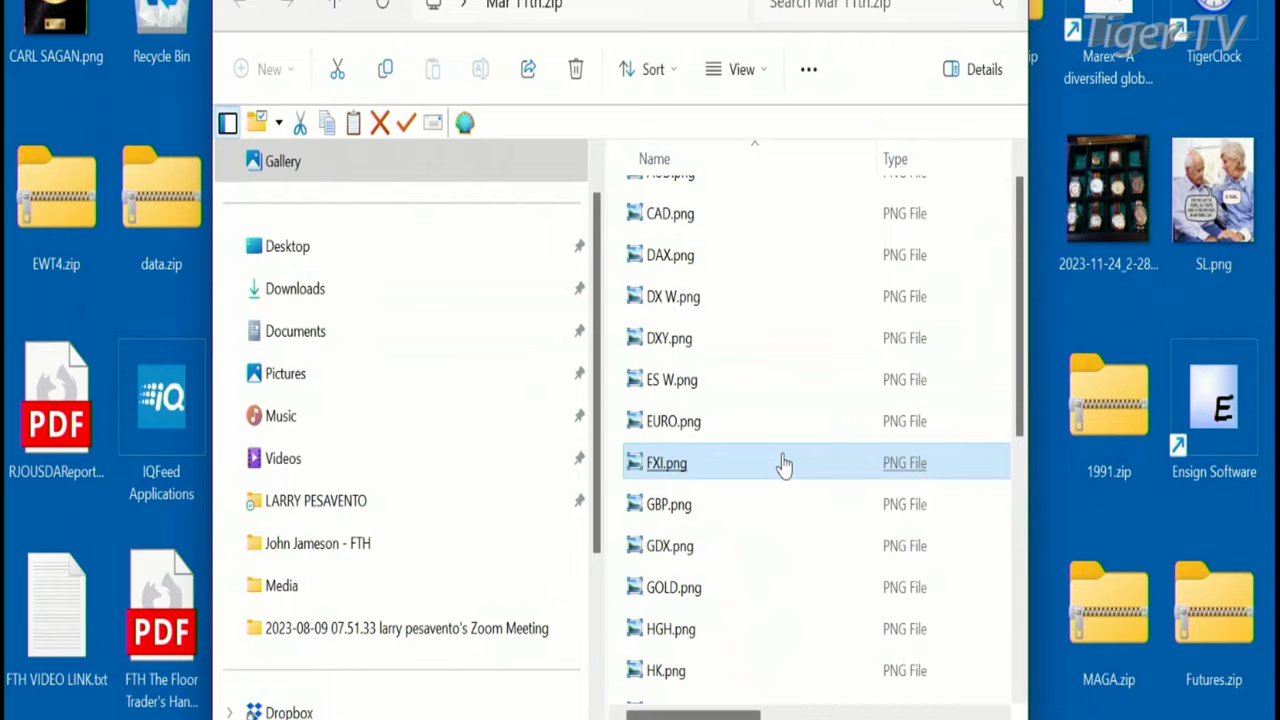 Mar 11th.zip
Search Mar 11th.zip
Tiger-TV
CARL SAGAN.png
Recycle Bin
Marex - A
diversified glob...
TigerClock
New
Sort
View
Details
Gallery
Name
Type
Desktop
CAD.png
PNG File
Downloads
DAX.png
PNG File
EWT4.zip
data.zip
2023-11-24_2-28...
SL.png
Documents
DX W.png
PNG File
DXY.png
PNG File
Pictures
ES W.png
PNG File
Music
EURO.png
PNG File
PDF
iQ
E
Videos
FXI.png
PNG File
RJOUSDAReport...
IQFeed
Applications
1991.zip
Ensign Software
LARRY PESAVENTO
GBP.png
PNG File
John Jameson - FTH
GDX.png
PNG File
Media
GOLD.png
PNG File
2023-08-09 07.51.33 larry pesavento's Zoom Meeting
HGH.png
PNG File
PDF
HK.png
PNG File
FTH VIDEO LINK.txt
FTH The Floor
Trader's Han...
MAGA.zip
Futures.zip
Dropbox